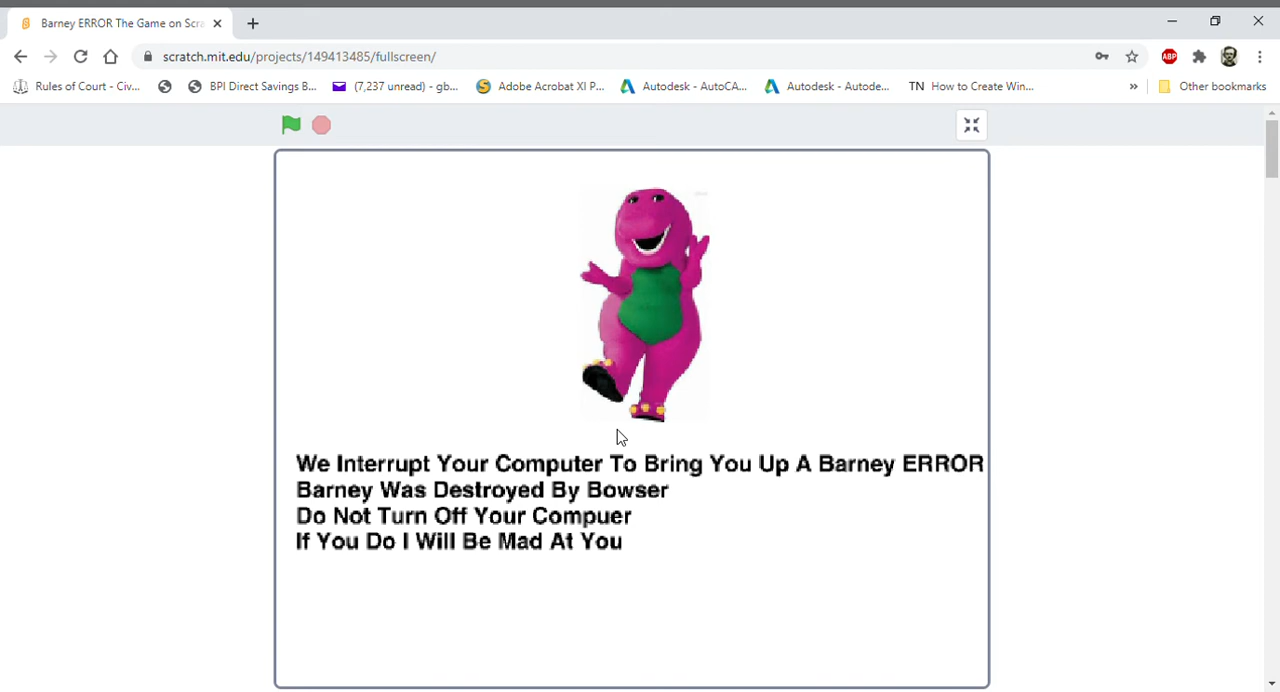 Barney ERROR The Game on Scra
scratch.mit.edu/projects/149413485/fullscreen/
ABP
Rules of Court - Civ...
BPI Direct Savings B...
(7,237 unread) - gb...
Adobe Acrobat XI P...
Autodesk - AutoCA...
Autodesk - Autode...
TN How to Create Win...
» Other bookmarks
We Interrupt Your Computer To Bring You Up A Barney ERROR
Barney Was Destroyed By Bowser
Do Not Turn Off Your Compuer
If You Do I Will Be Mad At You